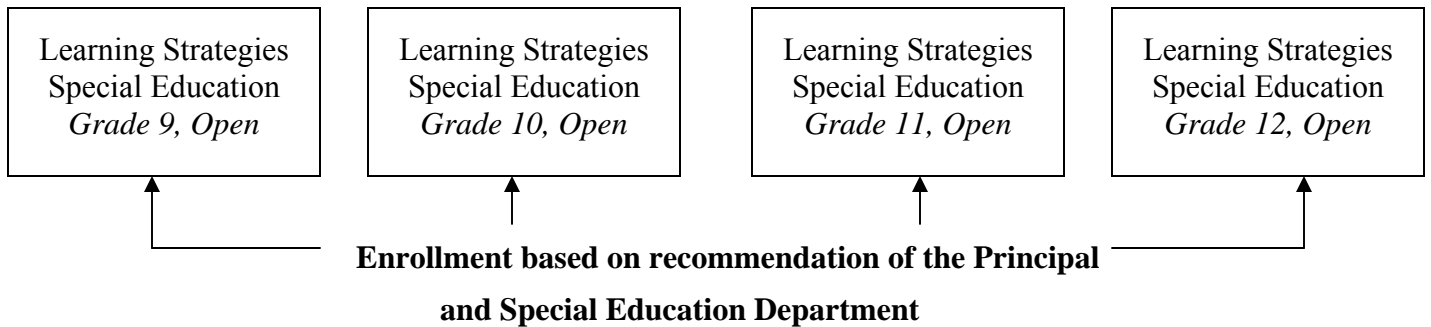 Learning Strategies
Special Education
Grade 9, Open
Learning Strategies
Special Education
Grade 10, Open
Learning Strategies
Special Education
Grade 11, Open
Learning Strategies
Special Education
Grade 12, Open
Enrollment based on recommendation of the Principal
and Special Education Department